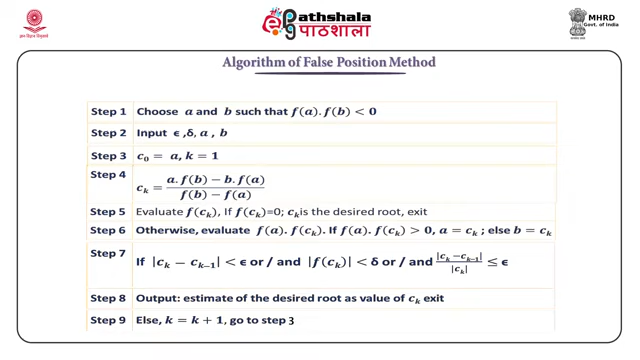 ePathshala
पाठशाला
MHRD
Govt. of India
Algorithm of False Position Method
Step 1 Choose a and b such that f(a). f(b) < 0
Step 2 Input ϵ, δ, a , b
Step 3 c₀ = a, k = 1
Step 4 cₖ = (a. f(b) − b. f(a)) / (f(b) − f(a))
Step 5 Evaluate f(cₖ), If f(cₖ)=0; cₖ is the desired root, exit
Step 6 Otherwise, evaluate f(a). f(cₖ). If f(a). f(cₖ) > 0, a = cₖ ; else b = cₖ
Step 7 If |cₖ − cₖ₋₁| < ϵ or / and |f(cₖ)| < δ or / and |cₖ−cₖ₋₁| / |cₖ| ≤ ϵ
Step 8 Output: estimate of the desired root as value of cₖ exit
Step 9 Else, k = k + 1, go to step 3